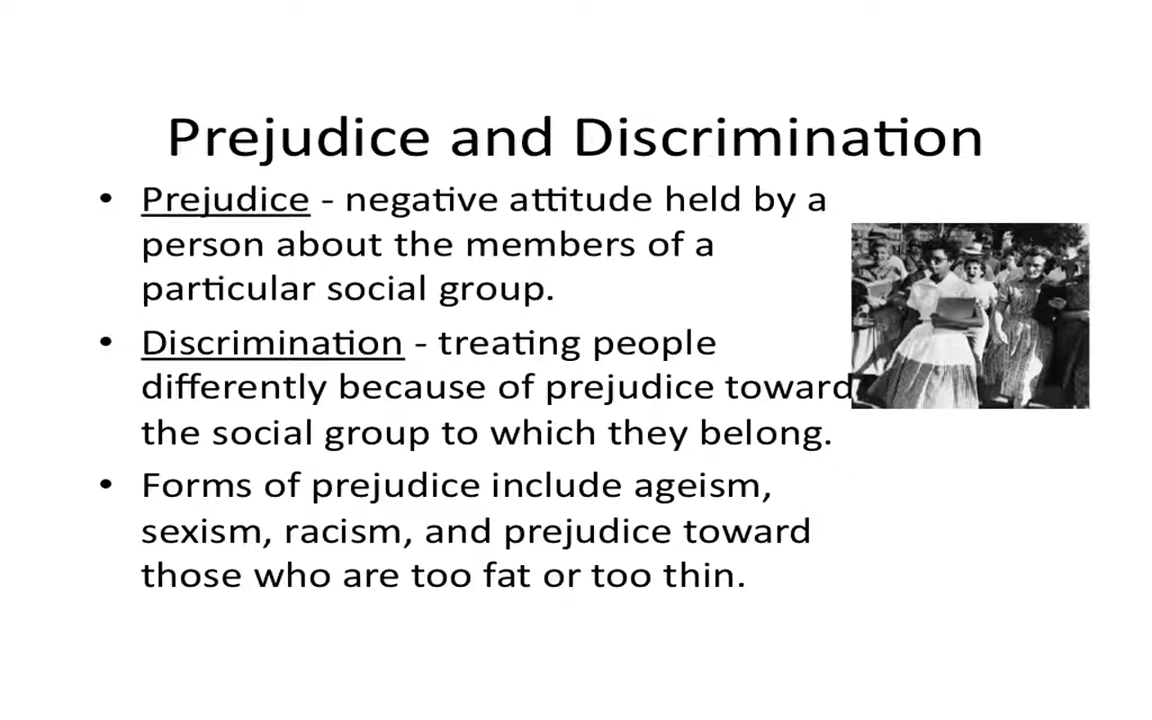 Prejudice and Discrimination
• Prejudice - negative attitude held by a
person about the members of a
particular social group.
• Discrimination - treating people
differently because of prejudice toward
the social group to which they belong.
• Forms of prejudice include ageism,
sexism, racism, and prejudice toward
those who are too fat or too thin.